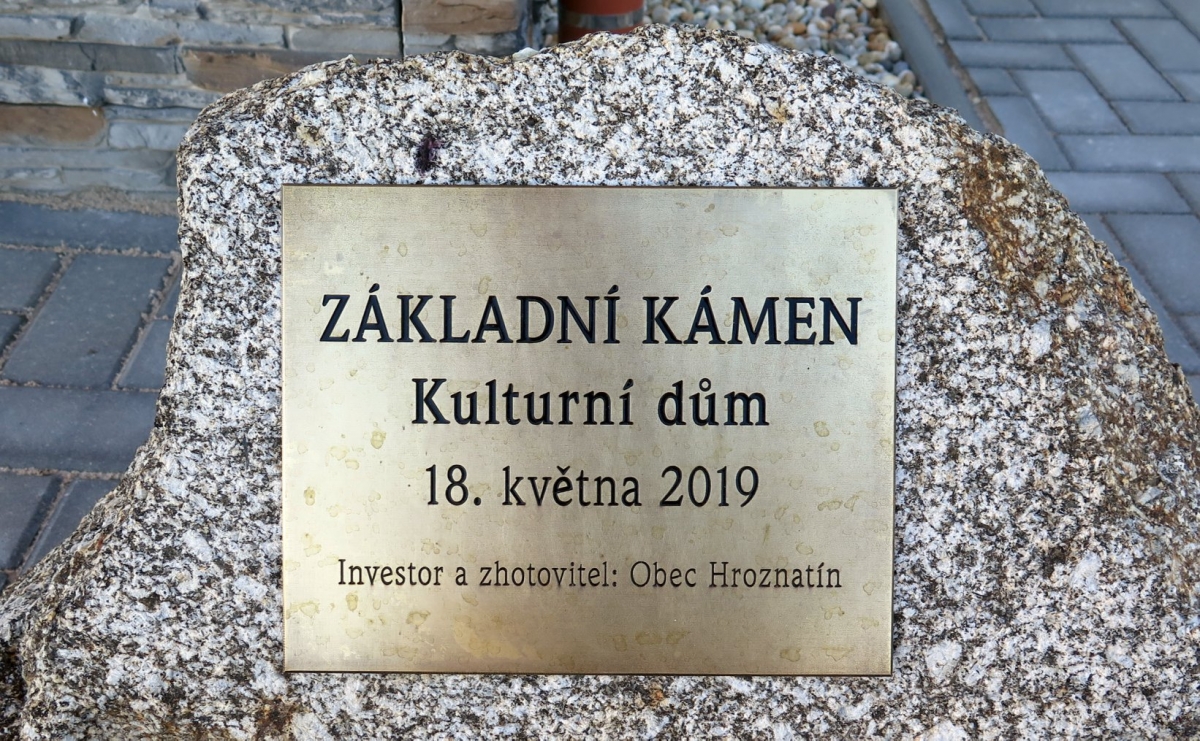 ZÁKLADNÍ KÁMEN
Kulturní dům
18. května 2019
Investor a zhotovitel: Obec Hroznatín